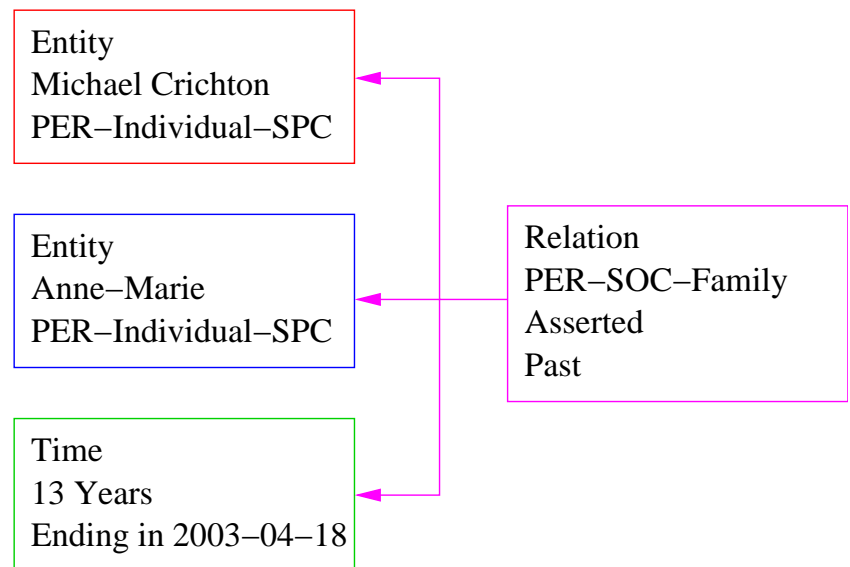 Entity
Michael Crichton
PER−Individual−SPC
Entity
Anne−Marie
PER−Individual−SPC
Relation
PER−SOC−Family
Asserted
Past
Time
13 Years
Ending in 2003−04−18